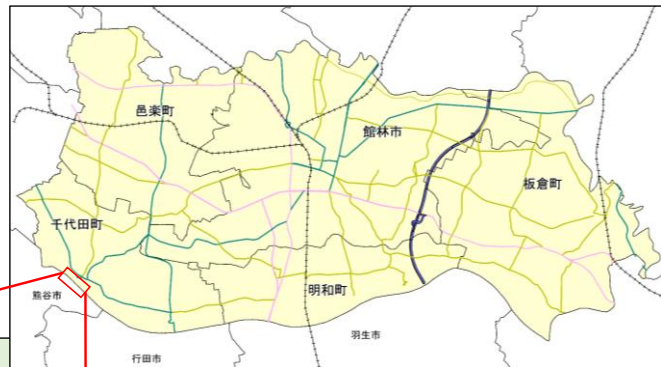 邑楽町
館林市
板倉町
千代田町
明和町
熊谷市
羽生市
行田市